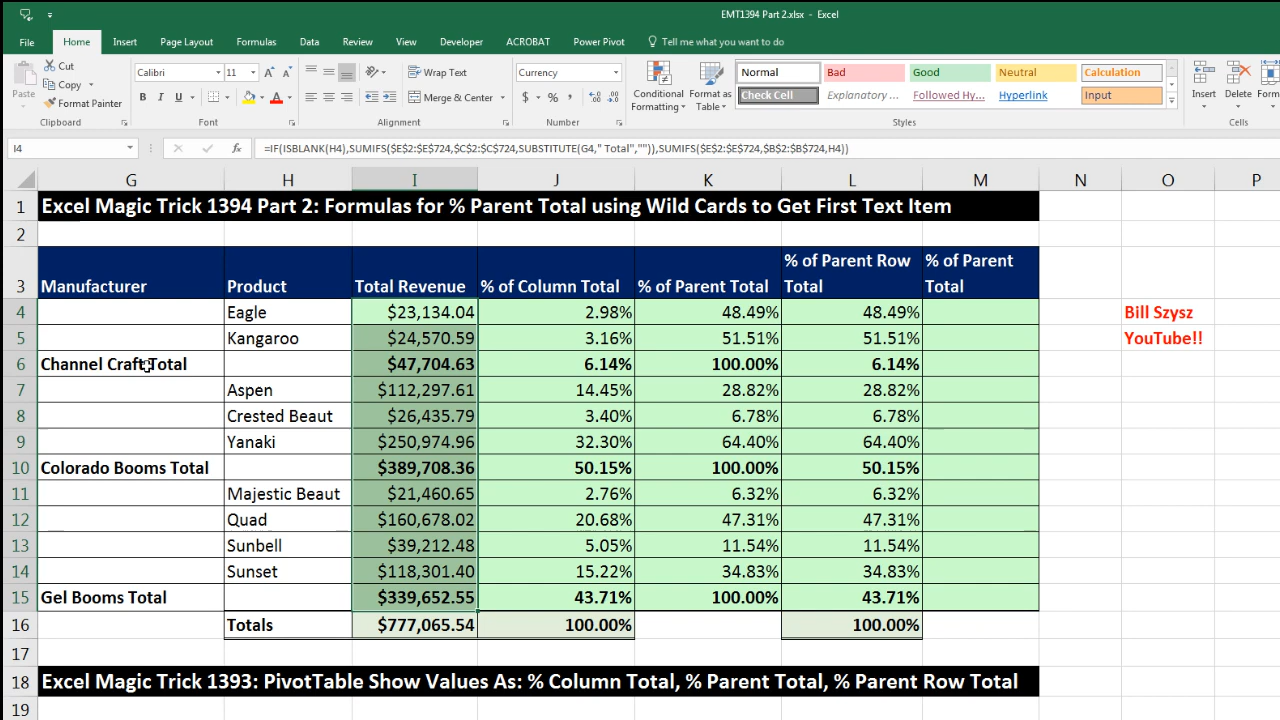 EMT1394 Part 2.xlsx - Excel
File Home Insert Page Layout Formulas Data Review View Developer ACROBAT Power Pivot Tell me what you want to do
Paste
Cut
Copy
Format Painter
Clipboard
Calibri 11
B I U
Font
Wrap Text
Merge & Center
Alignment
Currency
$ % ,
Number
Conditional Formatting
Format as Table
Normal Bad Good Neutral Calculation
Check Cell Explanatory ... Followed Hy... Hyperlink Input
Styles
Insert Delete Form
Cells
I4 fx =IF(ISBLANK(H4),SUMIFS($E$2:$E$724,$C$2:$C$724,SUBSTITUTE(G4," Total","")),SUMIFS($E$2:$E$724,$B$2:$B$724,H4))
G H I J K L M N O P
1 Excel Magic Trick 1394 Part 2: Formulas for % Parent Total using Wild Cards to Get First Text Item
2
3 Manufacturer Product Total Revenue % of Column Total % of Parent Total % of Parent Row Total % of Parent Total
4 Eagle $23,134.04 2.98% 48.49% 48.49% Bill Szysz
5 Kangaroo $24,570.59 3.16% 51.51% 51.51% YouTube!!
6 Channel Craft Total $47,704.63 6.14% 100.00% 6.14%
7 Aspen $112,297.61 14.45% 28.82% 28.82%
8 Crested Beaut $26,435.79 3.40% 6.78% 6.78%
9 Yanaki $250,974.96 32.30% 64.40% 64.40%
10 Colorado Booms Total $389,708.36 50.15% 100.00% 50.15%
11 Majestic Beaut $21,460.65 2.76% 6.32% 6.32%
12 Quad $160,678.02 20.68% 47.31% 47.31%
13 Sunbell $39,212.48 5.05% 11.54% 11.54%
14 Sunset $118,301.40 15.22% 34.83% 34.83%
15 Gel Booms Total $339,652.55 43.71% 100.00% 43.71%
16 Totals $777,065.54 100.00% 100.00%
17
18 Excel Magic Trick 1393: PivotTable Show Values As: % Column Total, % Parent Total, % Parent Row Total
19